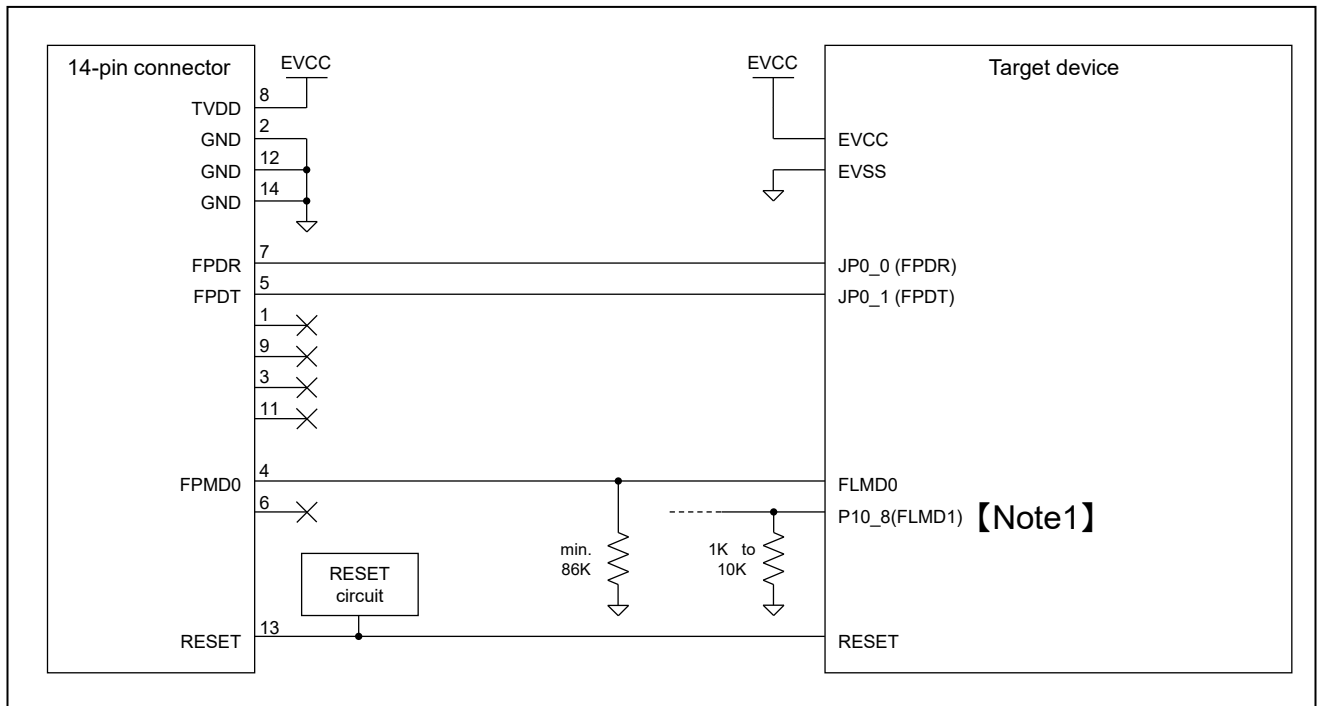 14-pin connector
EVCC
EVCC
Target device
TVDD
8
GND
2
EVCC
GND
12
EVSS
GND
14
FPDR
7
JP0_0 (FPDR)
FPDT
5
JP0_1 (FPDT)
1
9
3
11
FPMD0
4
FLMD0
6
P10_8(FLMD1) 【Note1】
min.
86K
1K to
10K
RESET
circuit
RESET
13
RESET